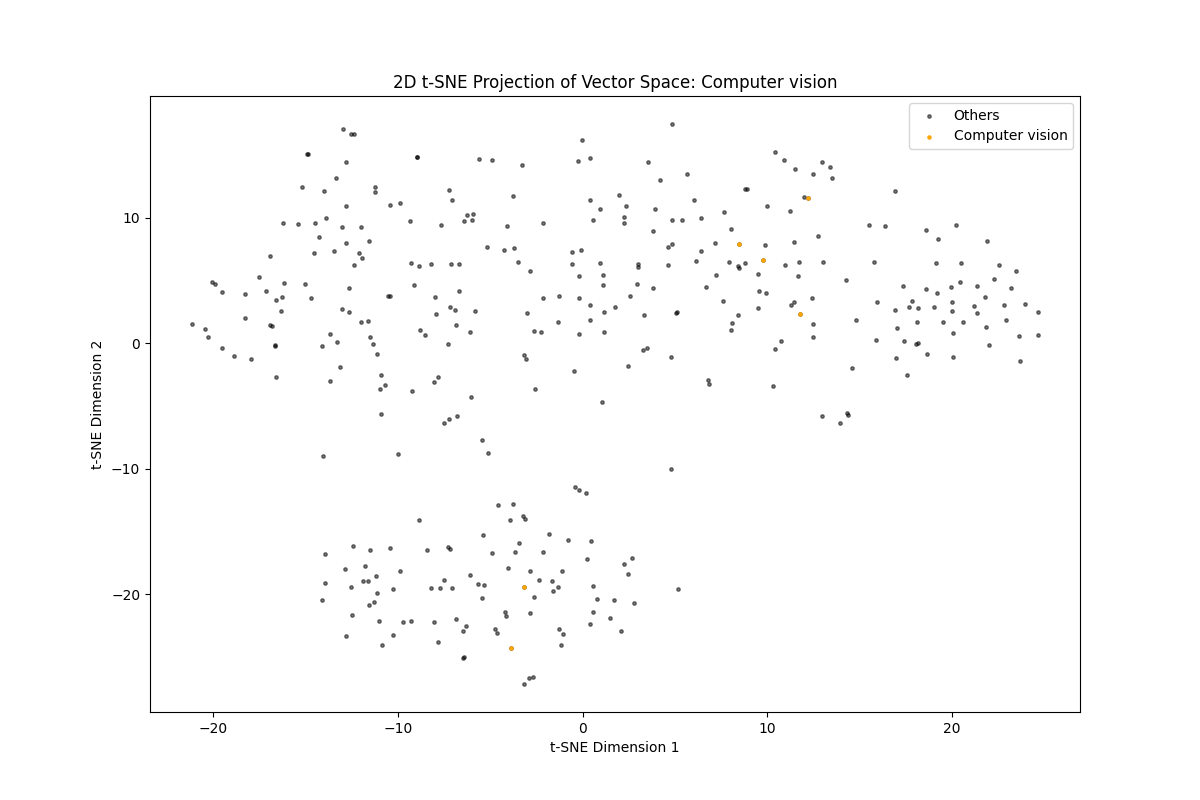 2D t-SNE Projection of Vector Space: Computer vision
Others
Computer vision
10
0
−10
−20
t-SNE Dimension 2
−20
−10
0
10
20
t-SNE Dimension 1